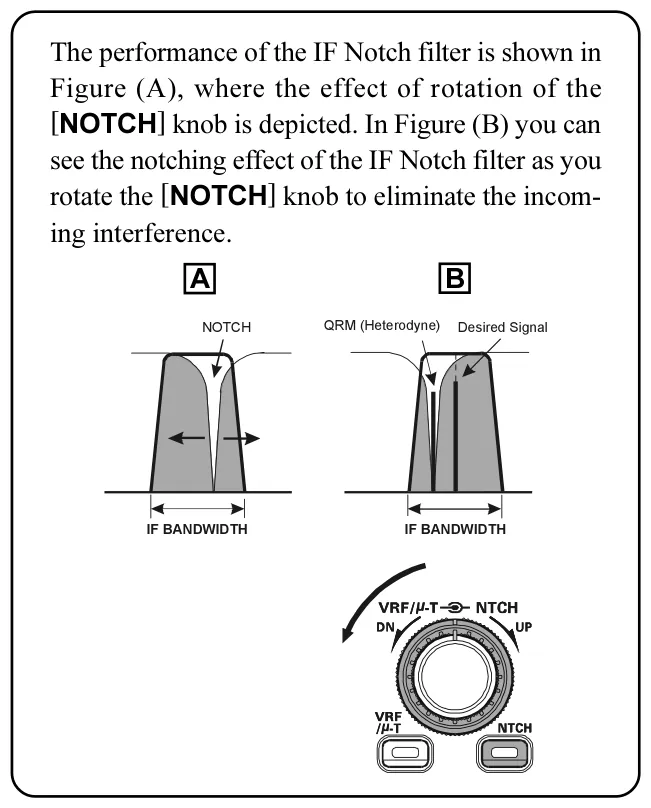 The performance of the IF Notch filter is shown in
Figure (A), where the effect of rotation of the
[NOTCH] knob is depicted. In Figure (B) you can
see the notching effect of the IF Notch filter as you
rotate the [NOTCH] knob to eliminate the incom-
ing interference.
A
B
NOTCH
QRM (Heterodyne)
Desired Signal
IF BANDWIDTH
IF BANDWIDTH
VRF/μ-T
NTCH
DN
UP
VRF
/μ-T
NTCH